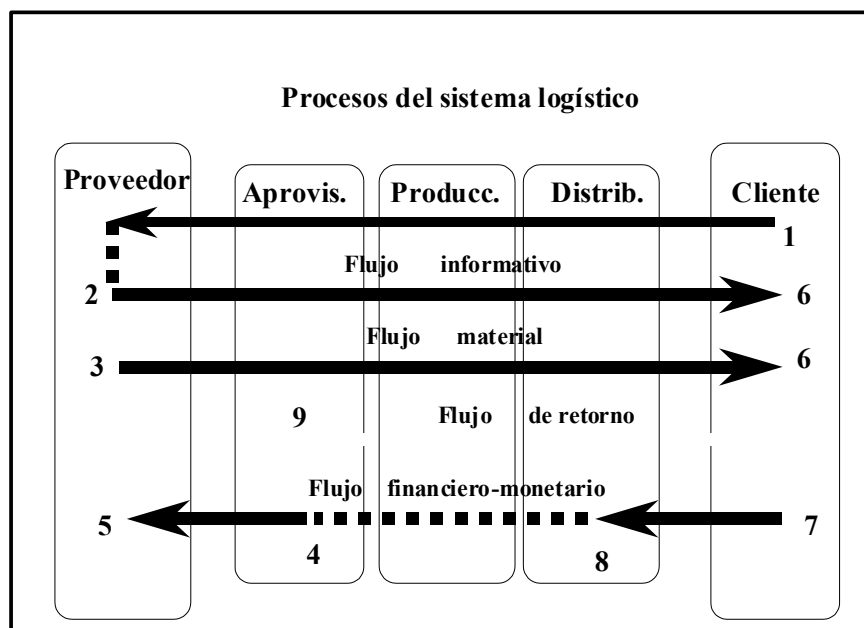 Procesos del sistema logístico
Proveedor Aprovis. Producc. Distrib. Cliente
1
Flujo informativo
2 6
Flujo material
3 6
9 Flujo de retorno
Flujo financiero-monetario
5 7
4 8